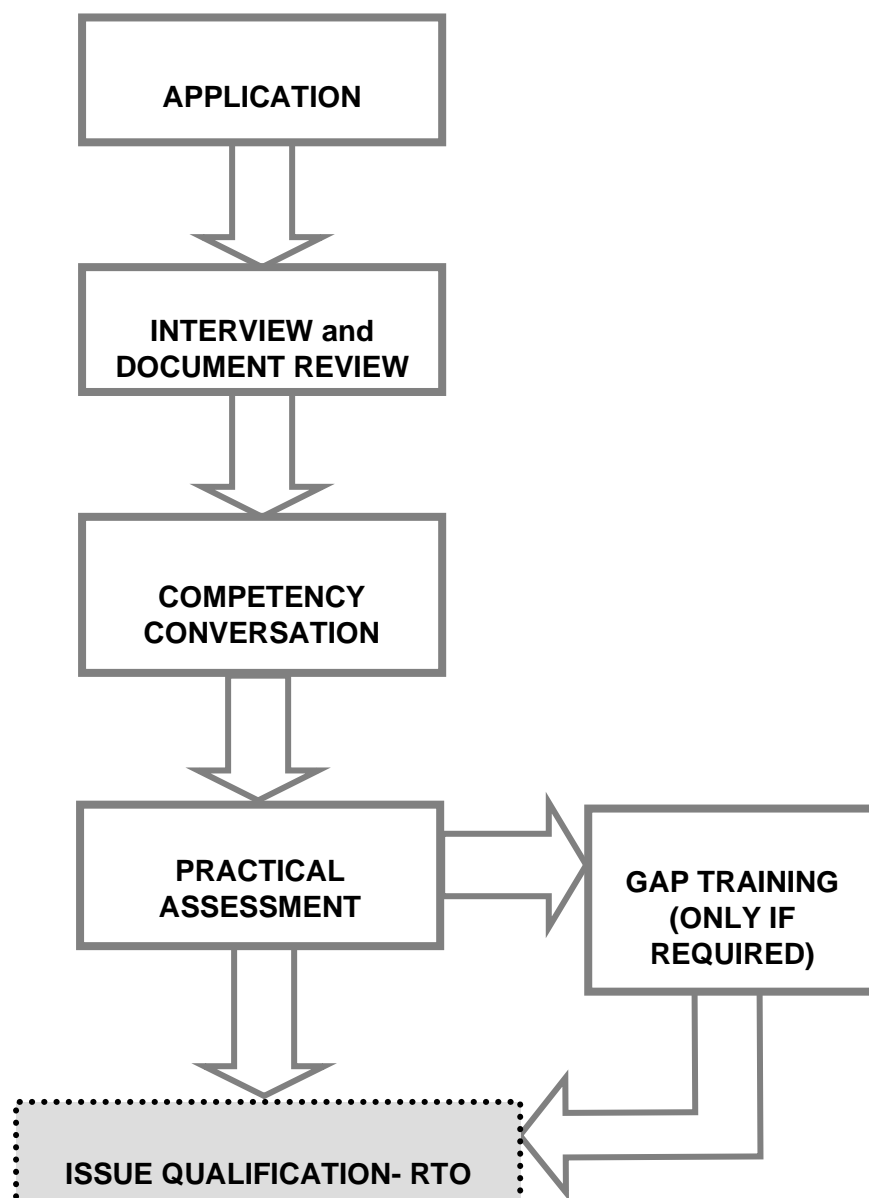 APPLICATION
INTERVIEW and
DOCUMENT REVIEW
COMPETENCY
CONVERSATION
PRACTICAL
ASSESSMENT
GAP TRAINING
(ONLY IF
REQUIRED)
ISSUE QUALIFICATION- RTO